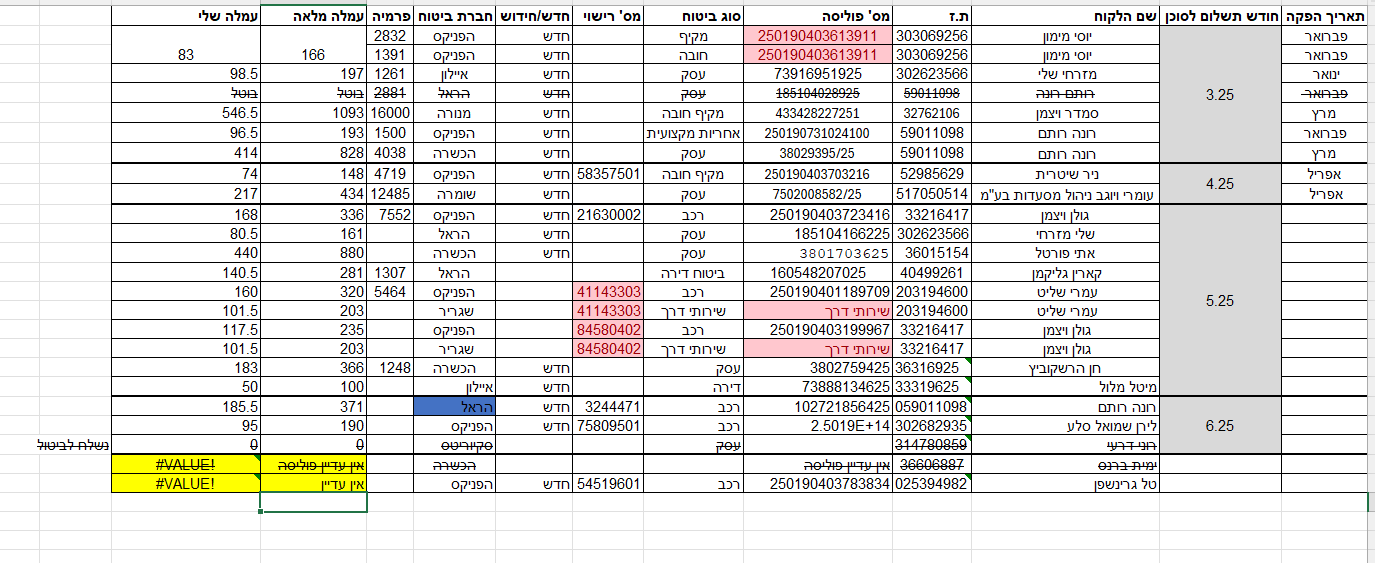 תאריך הפקה חודש תשלום לסוכן שם הלקוח ת.ז מס' פוליסה סוג ביטוח מס' רישוי חדש/חידוש חברת ביטוח פרמיה עמלה מלאה עמלה שלי
פברואר 3.25 יוסי מימון 303069256 250190403613911 מקיף חדש הפניקס 2832 166 83
פברואר יוסי מימון 303069256 250190403613911 חובה חדש הפניקס 1391
ינואר מזרחי שלי 302623566 73916951925 עסק חדש איילון 1261 197 98.5
פברואר רותם רונה 59011098 185104028925 עסק חדש הראל 2881 בוטל בוטל
מרץ סמדר ויצמן 32762106 433428227251 מקיף חובה חדש מנורה 16000 1093 546.5
פברואר רונה רותם 59011098 250190731024100 אחריות מקצועית חדש הפניקס 1500 193 96.5
מרץ רונה רותם 59011098 38029395/25 עסק חדש הכשרה 4038 828 414
אפריל 4.25 ניר שיטרית 52985629 250190403703216 מקיף חובה 58357501 חדש הפניקס 4719 148 74
אפריל עומרי ויוגב ניהול מסעדות בע"מ 517050514 7502008582/25 עסק חדש שומרה 12485 434 217
5.25 גולן ויצמן 33216417 250190403723416 רכב 21630002 חדש הפניקס 7552 336 168
שלי מזרחי 302623566 185104166225 עסק חדש הראל 161 80.5
אתי פורטל 36015154 3801703625 עסק חדש הכשרה 880 440
קארין גליקמן 40499261 160548207025 ביטוח דירה הראל 1307 281 140.5
עמרי שליט 203194600 250190401189709 רכב 41143303 הפניקס 5464 320 160
עמרי שליט 203194600 שירותי דרך שירותי דרך 41143303 שגריר 203 101.5
גולן ויצמן 33216417 250190403199967 רכב 84580402 הפניקס 235 117.5
גולן ויצמן 33216417 שירותי דרך שירותי דרך 84580402 שגריר 203 101.5
חן הרשקוביץ 36316925 3802759425 עסק חדש הכשרה 1248 366 183
מיטל מלול 33319625 73888134625 דירה חדש איילון 100 50
6.25 רונה רותם 059011098 102721856425 רכב 3244471 חדש הראל 371 185.5
לירן שמואל סלע 302682935 2.5019E+14 רכב 75809501 חדש הפניקס 190 95
רוני דרעי 314780859 עסק סקיוריטס 0 0 נשלח לביטול
ימית ברנס 36606887 אין עדיין פוליסה הכשרה אין עדיין פוליסה #VALUE!
טל גרינשפן 025394982 250190403783834 רכב 54519601 חדש הפניקס אין עדיין #VALUE!